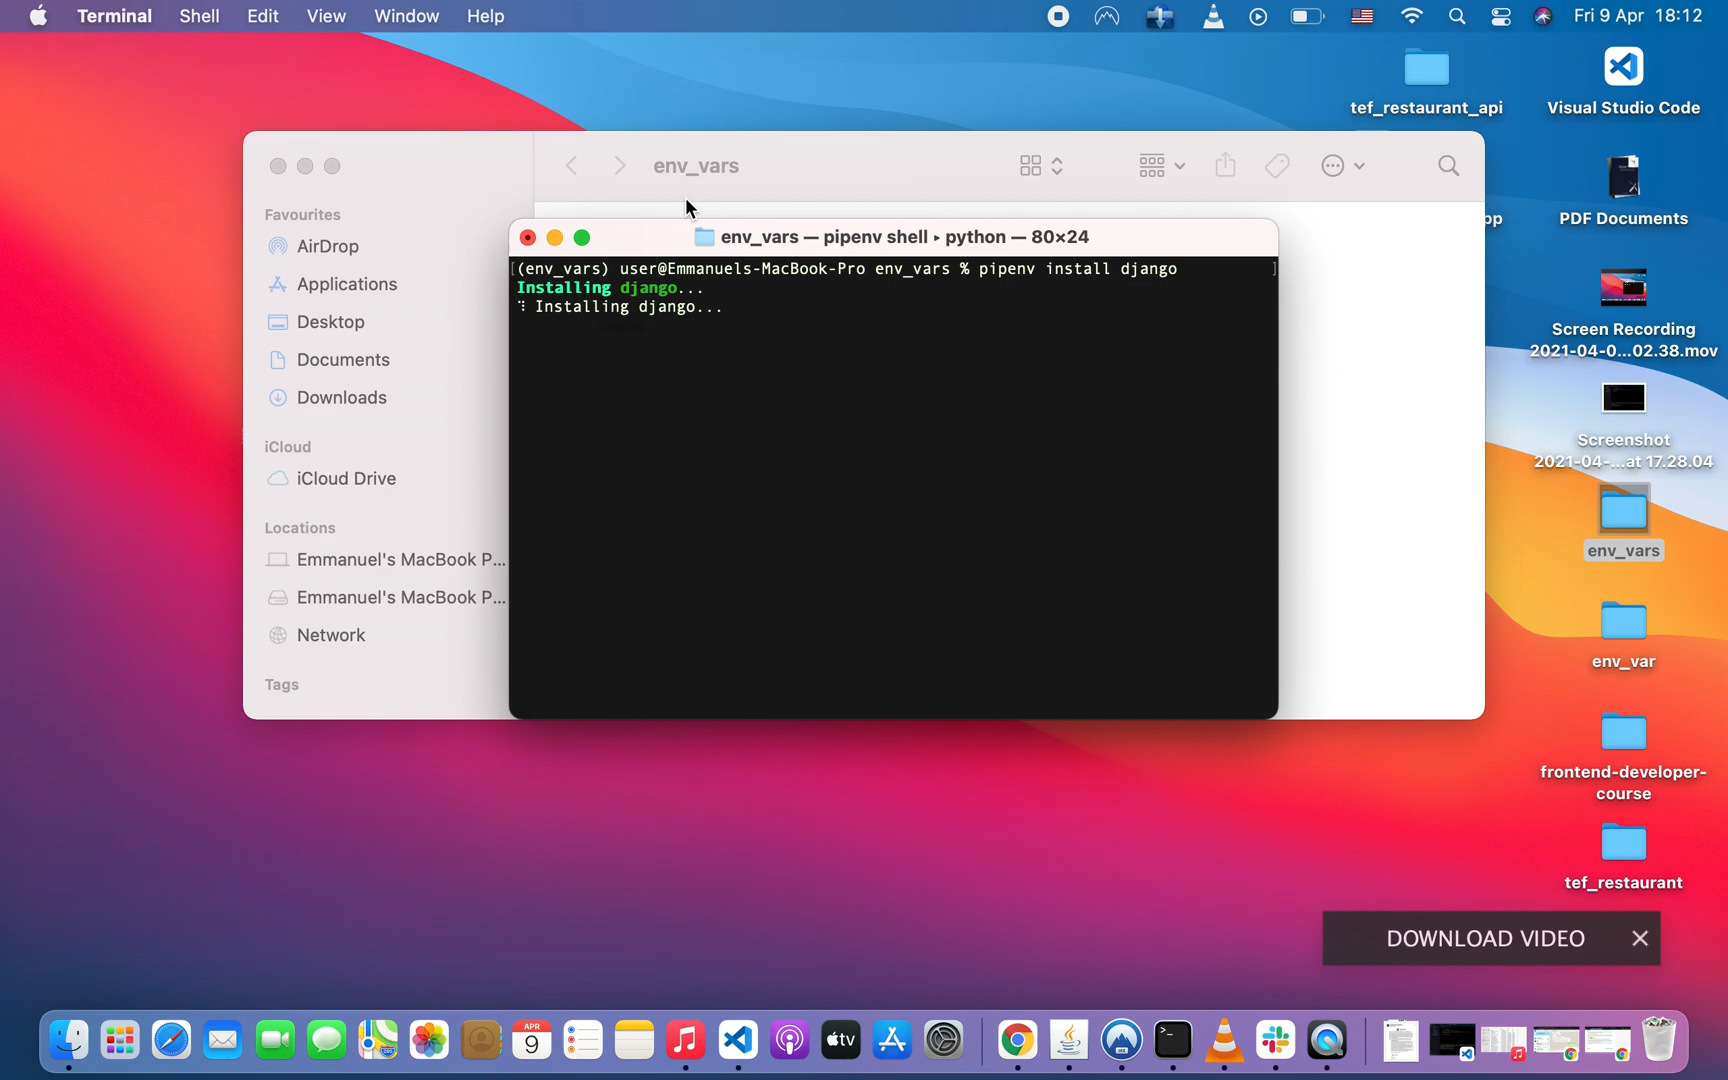 Terminal Shell Edit View Window Help
Fri 9 Apr 18:12
tef_restaurant_api
Visual Studio Code
env_vars
PDF Documents
Favourites
AirDrop
Applications
Desktop
Documents
Downloads
iCloud
iCloud Drive
Locations
Emmanuel's MacBook P...
Emmanuel's MacBook P...
Network
Tags
env_vars — pipenv shell ▸ python — 80×24
(env_vars) user@Emmanuels-MacBook-Pro env_vars % pipenv install django
Installing django...
⠹ Installing django...
pp
Screen Recording
2021-04-0...02.38.mov
Screenshot
2021-04-...at 17.28.04
env_vars
env_var
frontend-developer-
course
tef_restaurant
DOWNLOAD VIDEO ✕
APR
9
tv